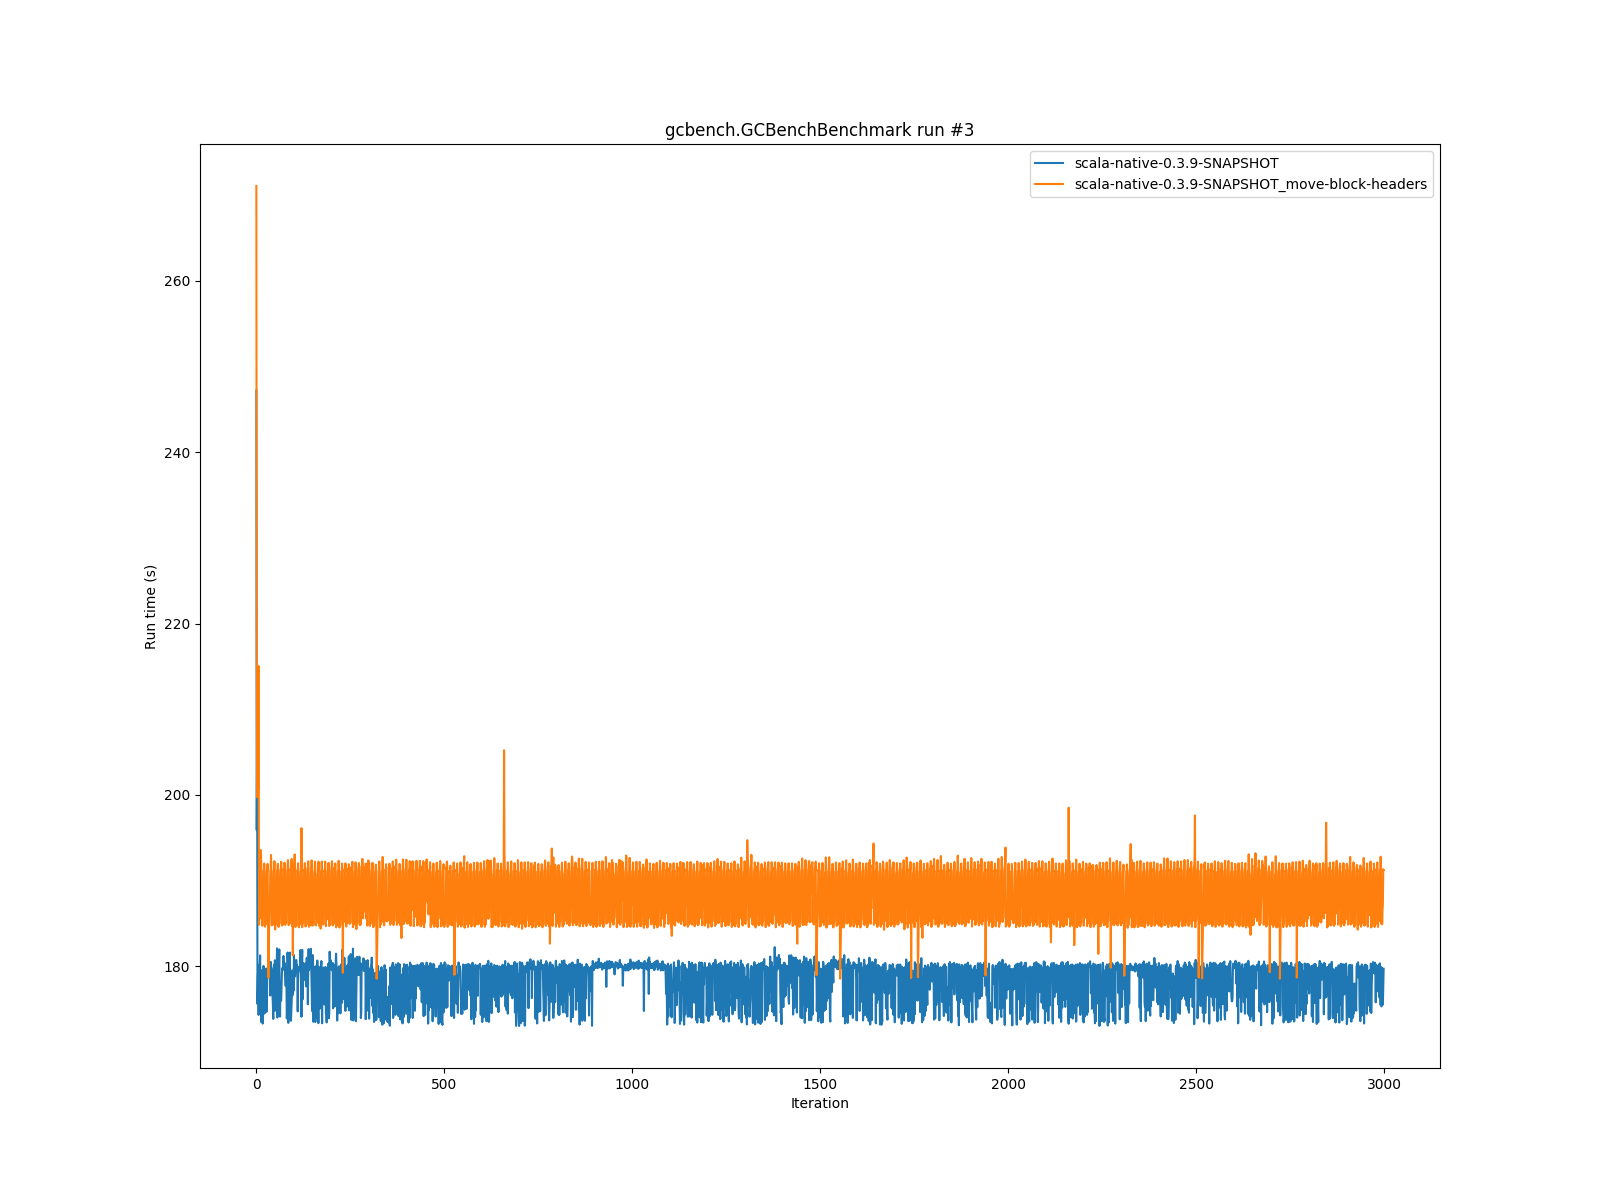 gcbench.GCBenchBenchmark run #3
scala-native-0.3.9-SNAPSHOT
scala-native-0.3.9-SNAPSHOT_move-block-headers
260
240
220
200
180
Run time (s)
0
500
1000
1500
2000
2500
3000
Iteration